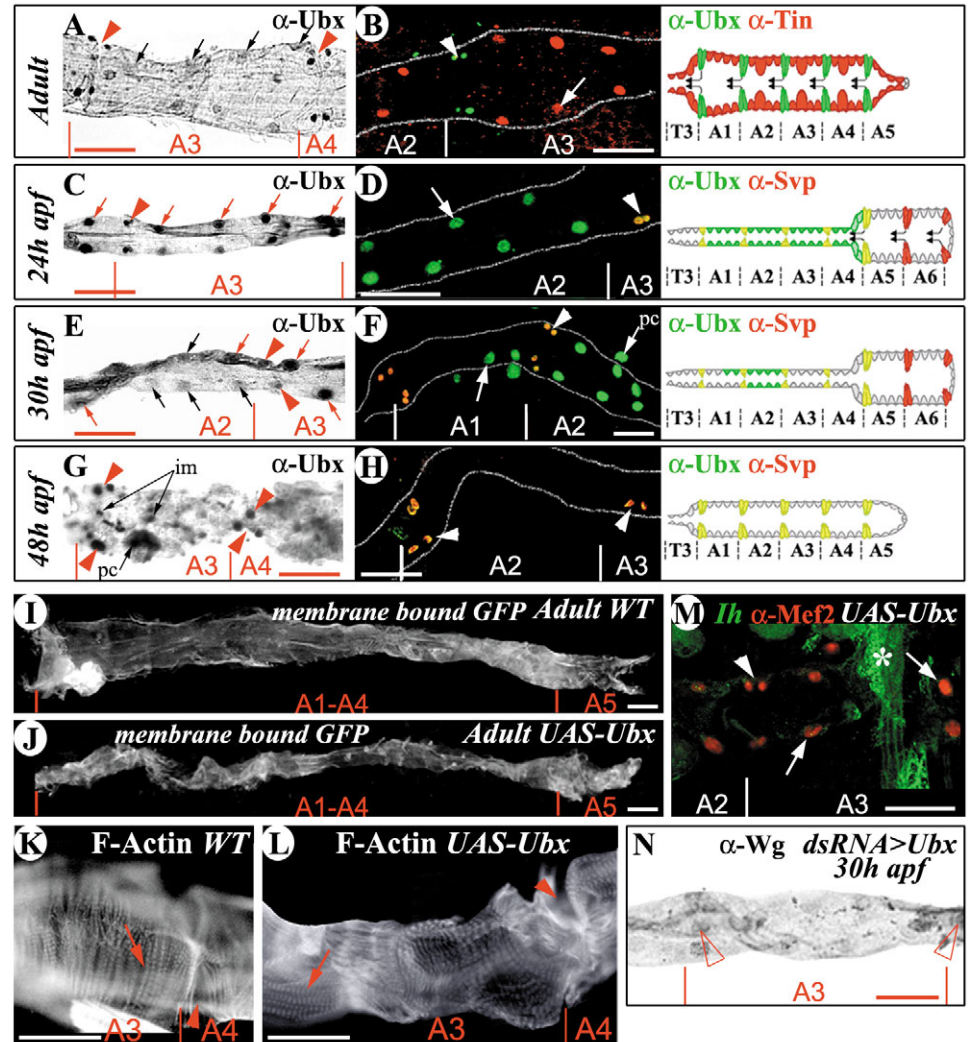 Adult
A
α-Ubx
A3
A4
B
A2
A3
α-Ubx α-Tin
T3 A1 A2 A3 A4 A5
24h apf
C
α-Ubx
A3
D
A2
A3
α-Ubx α-Svp
T3 A1 A2 A3 A4 A5 A6
30h apf
E
α-Ubx
A2
A3
F
pc
A1
A2
α-Ubx α-Svp
T3 A1 A2 A3 A4 A5 A6
48h apf
G
α-Ubx
im
pc
A3
A4
H
A2
A3
α-Ubx α-Svp
T3 A1 A2 A3 A4 A5
I
membrane bound GFP Adult WT
A1-A4
A5
J
membrane bound GFP Adult UAS-Ubx
A1-A4
A5
M
Ih α-Mef2 UAS-Ubx
*
A2
A3
K
F-Actin WT
A3
A4
L
F-Actin UAS-Ubx
A3
A4
N
α-Wg dsRNA>Ubx
30h apf
A3